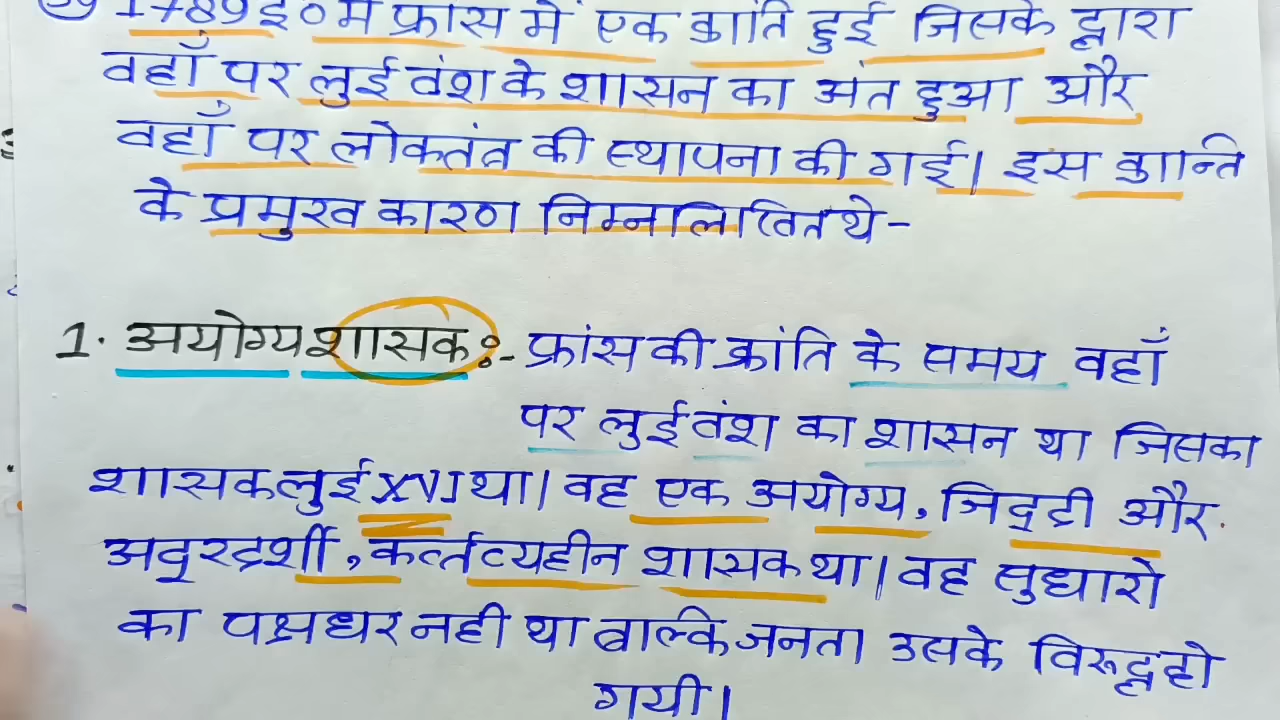 1789 ई० में फ्रांस में एक क्रांति हुई जिसके द्वारा
वहाँ पर लुई वंश के शासन का अंत हुआ और
वहाँ पर लोकतंत्र की स्थापना की गई। इस क्रान्ति
के प्रमुख कारण निम्नलिखित थे-
1. अयोग्य शासक :- फ्रांस की क्रांति के समय वहाँ
पर लुई वंश का शासन था जिसका
शासक लुई XVI था। वह एक अयोग्य, जिद्दी और
अदूरदर्शी, कर्त्तव्यहीन शासक था। वह सुधारो
का पक्षधर नही था बल्कि जनता उसके विरूद्ध हो
गयी।